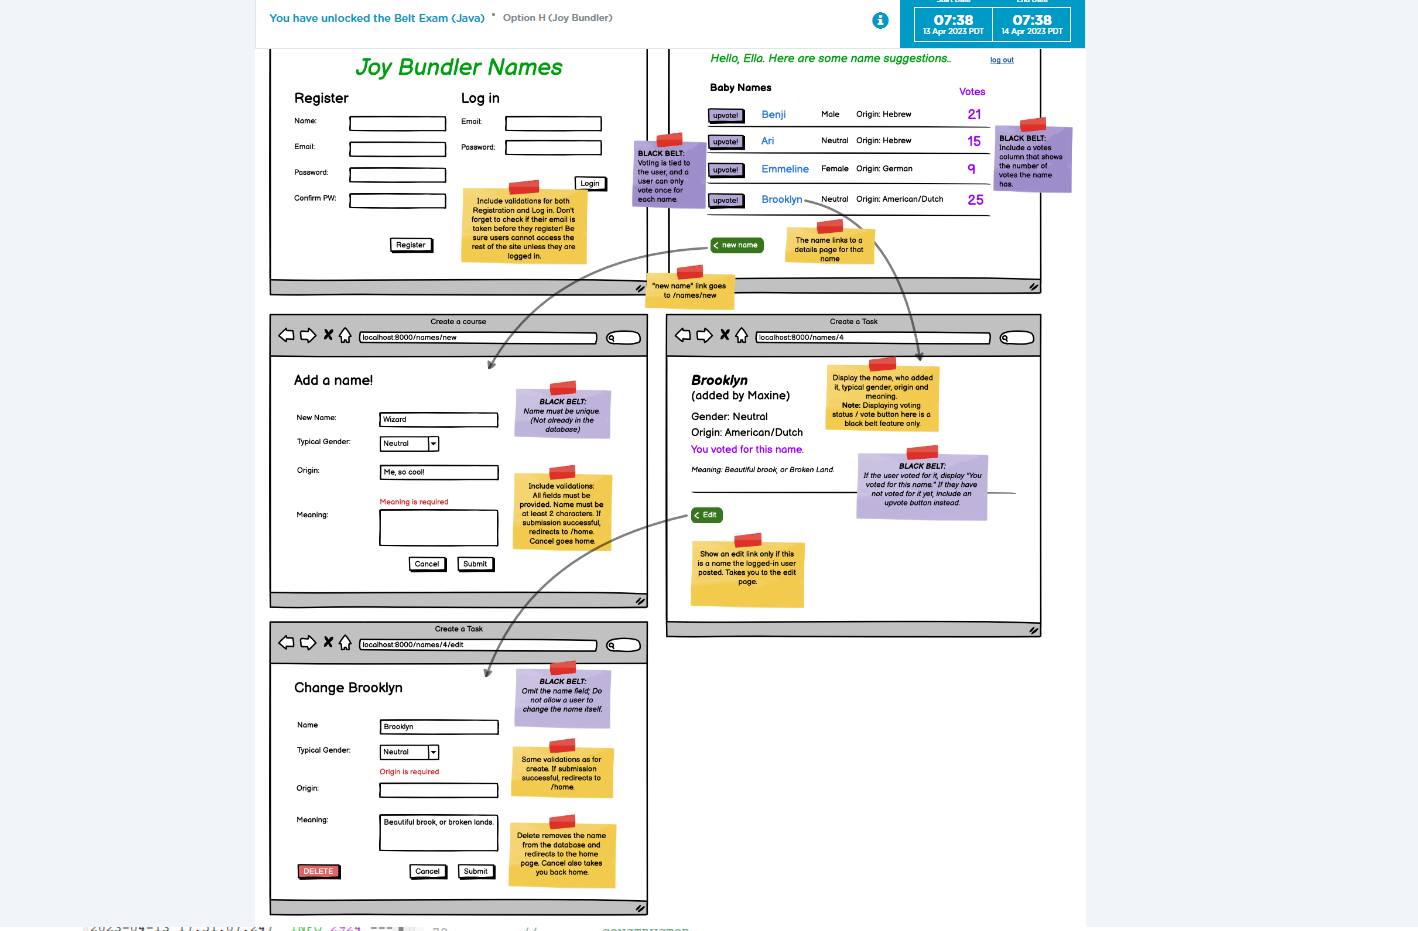 You have unlocked the Belt Exam (Java) • Option H (Joy Bundler)
07:38
13 Apr 2023 PDT
07:38
14 Apr 2023 PDT
Joy Bundler Names
Register
Log in
Name:
Email:
Password:
Confirm PW:
Email:
Password:
Login
Register
Include validations for both
Registration and Log in. Don't
forget to check if their email is
taken before they register! Be
sure users cannot access the
rest of the site unless they are
logged in.
Hello, Ella. Here are some name suggestions..
log out
Baby Names
Votes
upvote! Benji Male Origin: Hebrew 21
upvote! Ari Neutral Origin: Hebrew 15
upvote! Emmeline Female Origin: German 9
upvote! Brooklyn Neutral Origin: American/Dutch 25
BLACK BELT:
Voting is tied to
the user, and a
user can only
vote once for
each name.
BLACK BELT:
Include a votes
column that shows
the number of
votes the name
has.
< new name
The name links to a
details page for that
name
"new name" link goes
to /names/new
Create a course
localhost:8000/names/new
Add a name!
New Name:
Wizard
Typical Gender:
Neutral
Origin:
Me, so cool!
Meaning is required
Meaning:
Cancel
Submit
BLACK BELT:
Name must be unique.
(Not already in the
database)
Include validations:
All fields must be
provided. Name must be
at least 2 characters. If
submission successful,
redirects to /home.
Cancel goes home.
Create a Task
localhost:8000/names/4
Brooklyn
(added by Maxine)
Gender: Neutral
Origin: American/Dutch
You voted for this name.
Meaning: Beautiful brook, or Broken Land.
< Edit
Display the name, who added
it, typical gender, origin and
meaning.
Note: Displaying voting
status / vote button here is a
black belt feature only.
BLACK BELT:
If the user voted for it, display "You
voted for this name." If they have
not voted for it yet, include an
upvote button instead.
Show an edit link only if this
is a name the logged-in user
posted. Takes you to the edit
page.
Create a Task
localhost:8000/names/4/edit
Change Brooklyn
Name
Brooklyn
Typical Gender:
Neutral
Origin is required
Origin:
Meaning:
Beautiful brook, or broken lands.
DELETE
Cancel
Submit
BLACK BELT:
Omit the name field; Do
not allow a user to
change the name itself.
Same validations as for
create. If submission
successful, redirects to
/home.
Delete removes the name
from the database and
redirects to the home
page. Cancel also takes
you back home.